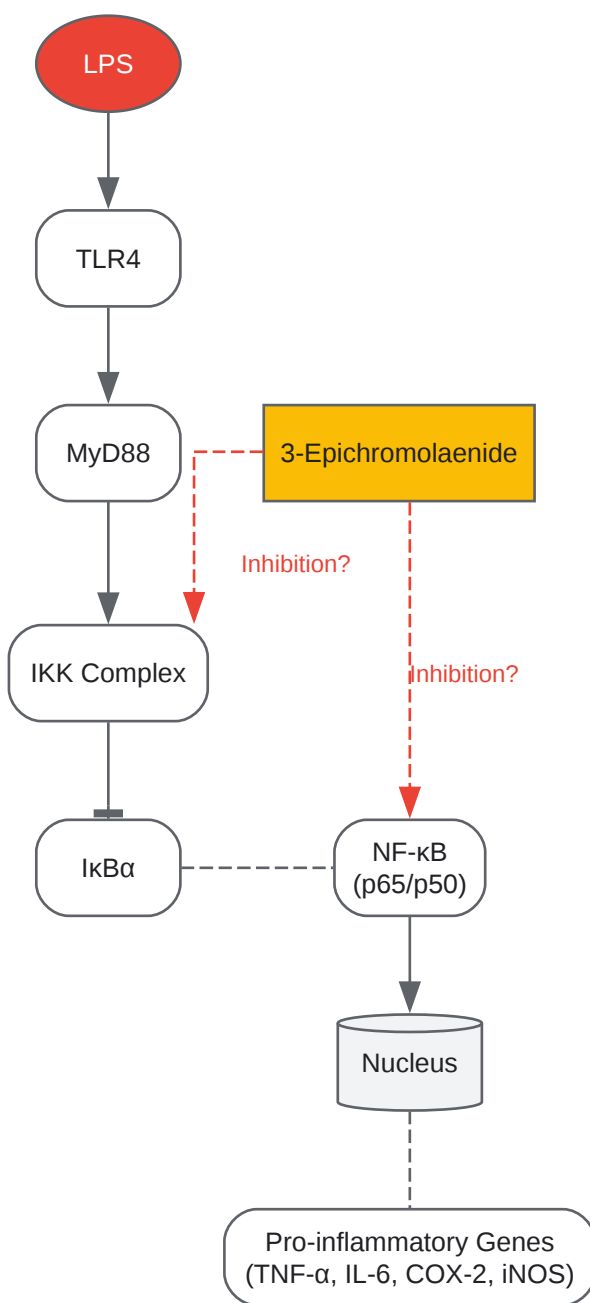 LPS
TLR4
MyD88
3-Epichromolaenide
Inhibition?
IKK Complex
Inhibition?
IκBα
NF-κB
(p65/p50)
Nucleus
Pro-inflammatory Genes
(TNF-α, IL-6, COX-2, iNOS)